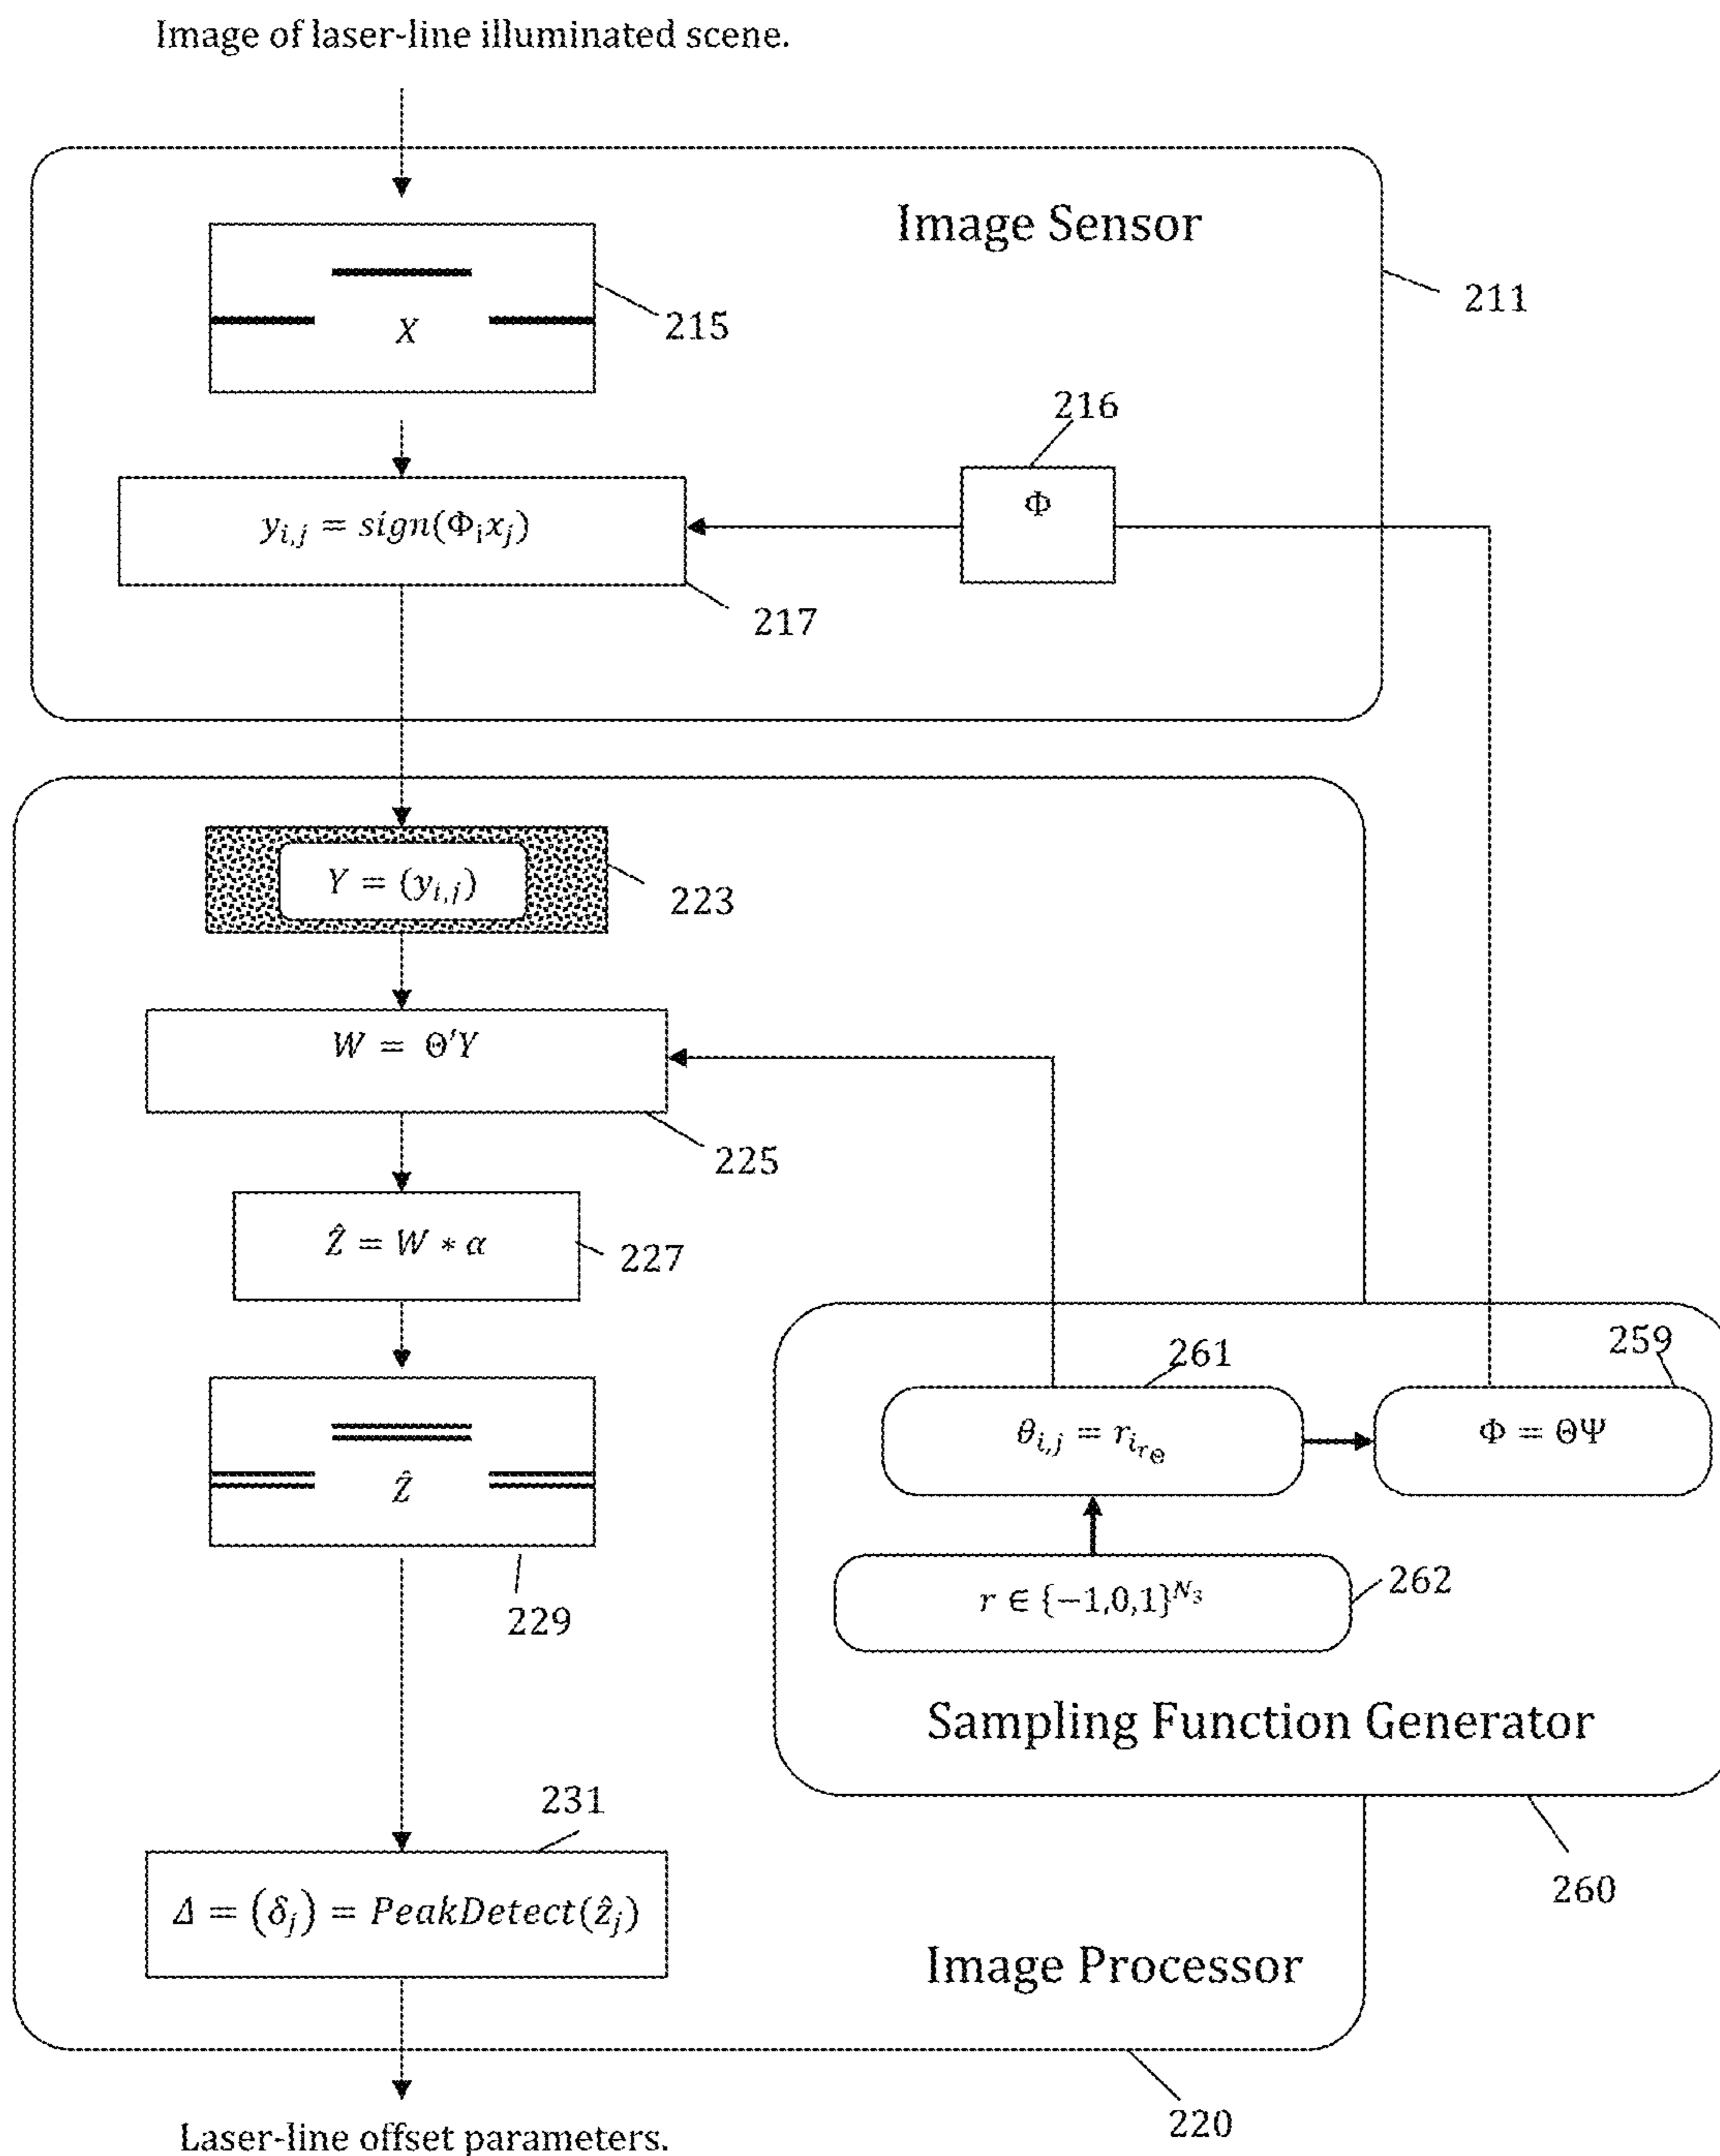 Image of laser-line illuminated scene.
Image Sensor
211
X
215
216
Φ
y_{i,j} = sign(Φ_i x_j)
217
Y = (y_{i,j})
223
W = Θ'Y
225
Ẑ = W * α
227
261
259
θ_{i,j} = r_{i_{r_Θ}}
Φ = ΘΨ
Ẑ
229
r ∈ {−1,0,1}^{N_3}
262
Sampling Function Generator
260
231
Δ = (δ_j) = PeakDetect(ẑ_j)
Image Processor
220
Laser-line offset parameters.